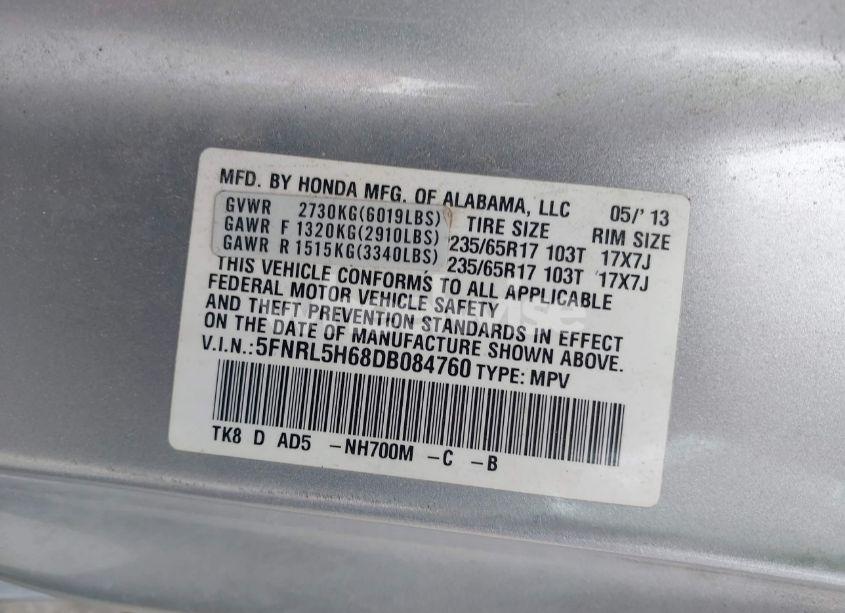 MFD. BY HONDA MFG. OF ALABAMA, LLC 05/'13
GVWR 2730KG(6019LBS) TIRE SIZE RIM SIZE
GAWR F 1320KG(2910LBS) 235/65R17 103T 17X7J
GAWR R 1515KG(3340LBS) 235/65R17 103T 17X7J
THIS VEHICLE CONFORMS TO ALL APPLICABLE
FEDERAL MOTOR VEHICLE SAFETY
AND THEFT PREVENTION STANDARDS IN EFFECT
ON THE DATE OF MANUFACTURE SHOWN ABOVE.
V.I.N.:5FNRL5H68DB084760 TYPE: MPV
TK8 D AD5 -NH700M -C -B